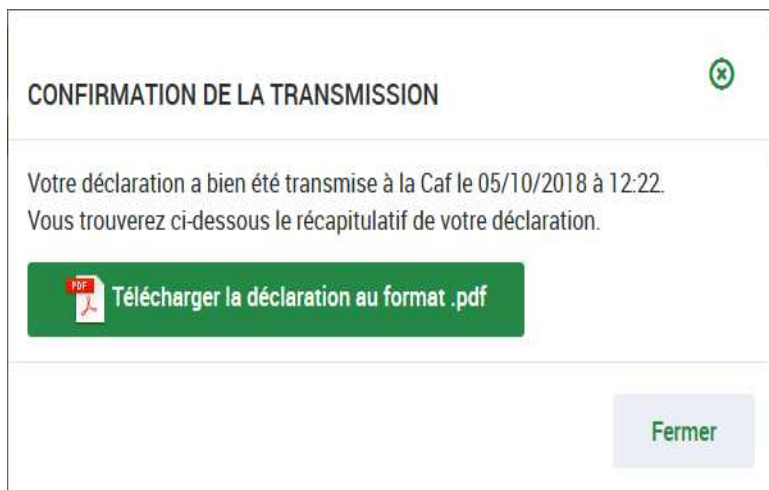 CONFIRMATION DE LA TRANSMISSION
Votre déclaration a bien été transmise à la Caf le 05/10/2018 à 12:22.
Vous trouverez ci-dessous le récapitulatif de votre déclaration.
PDF
Télécharger la déclaration au format .pdf
Fermer